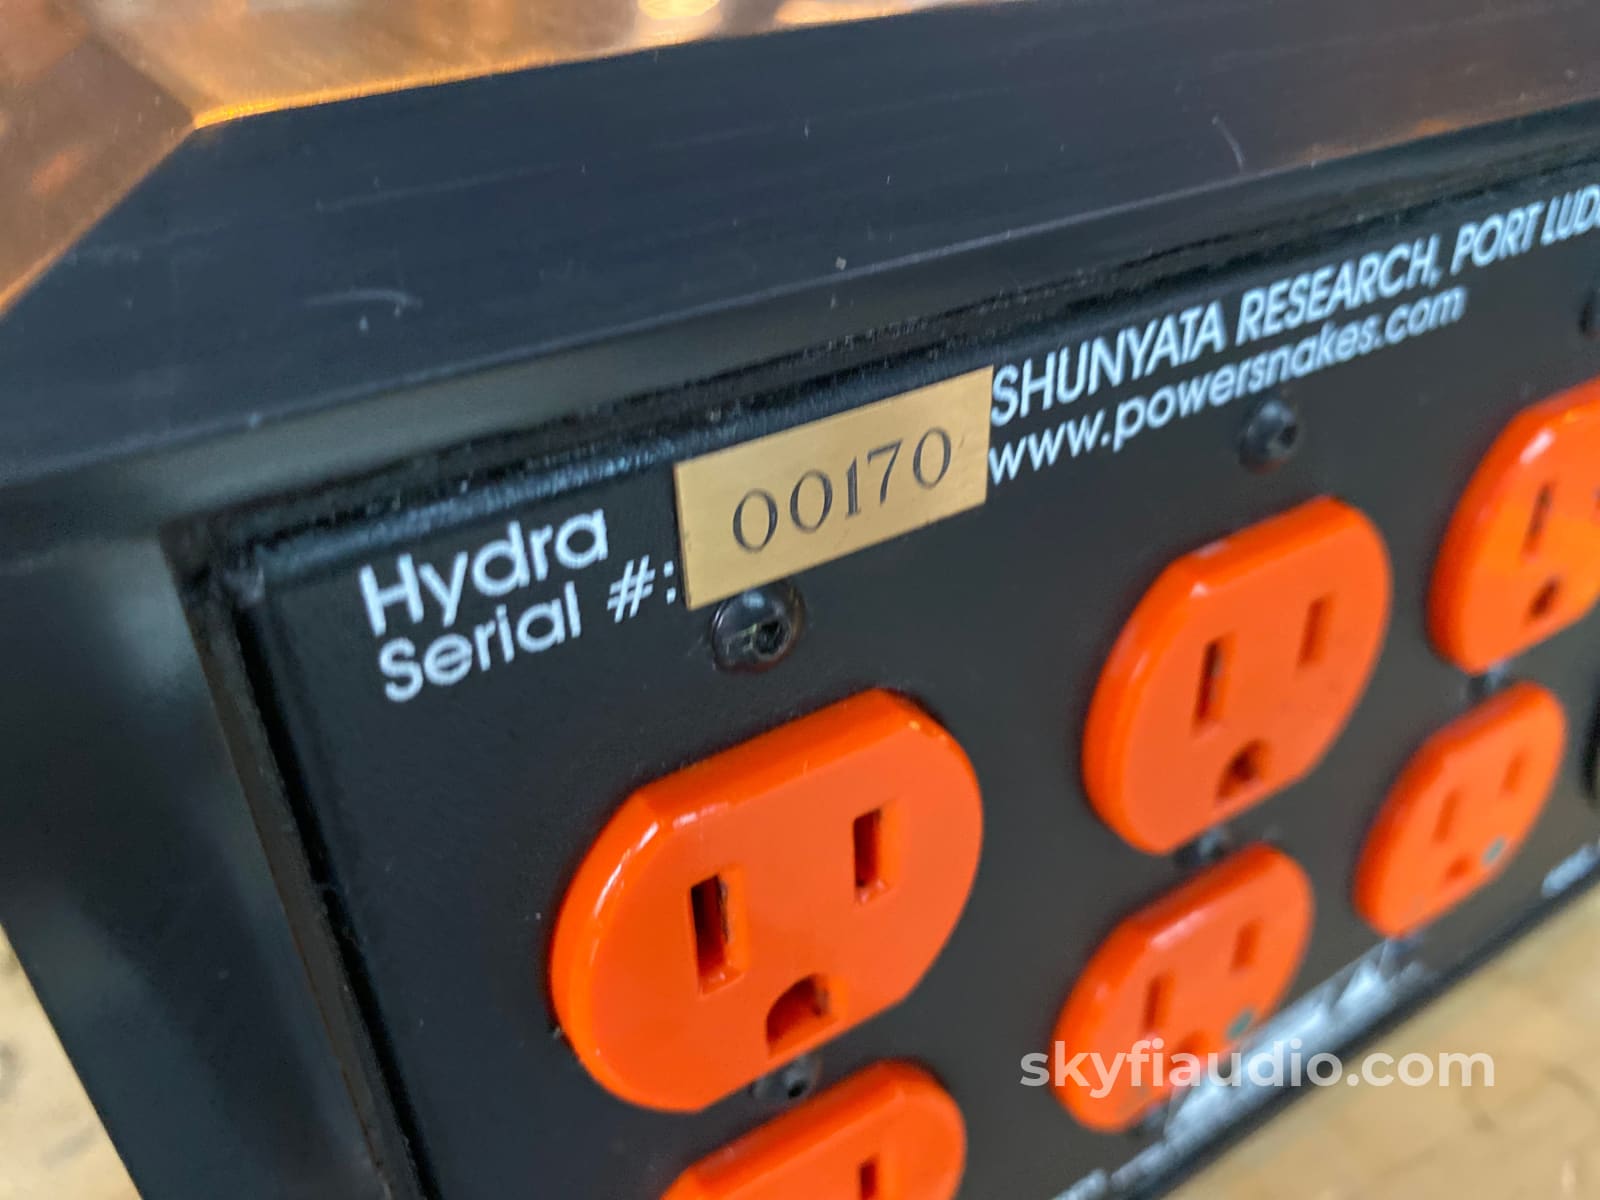 Hydra
Serial #: 00170
SHUNYATA RESEARCH, PORT
www.powersnakes.com
skyfiaudio.com